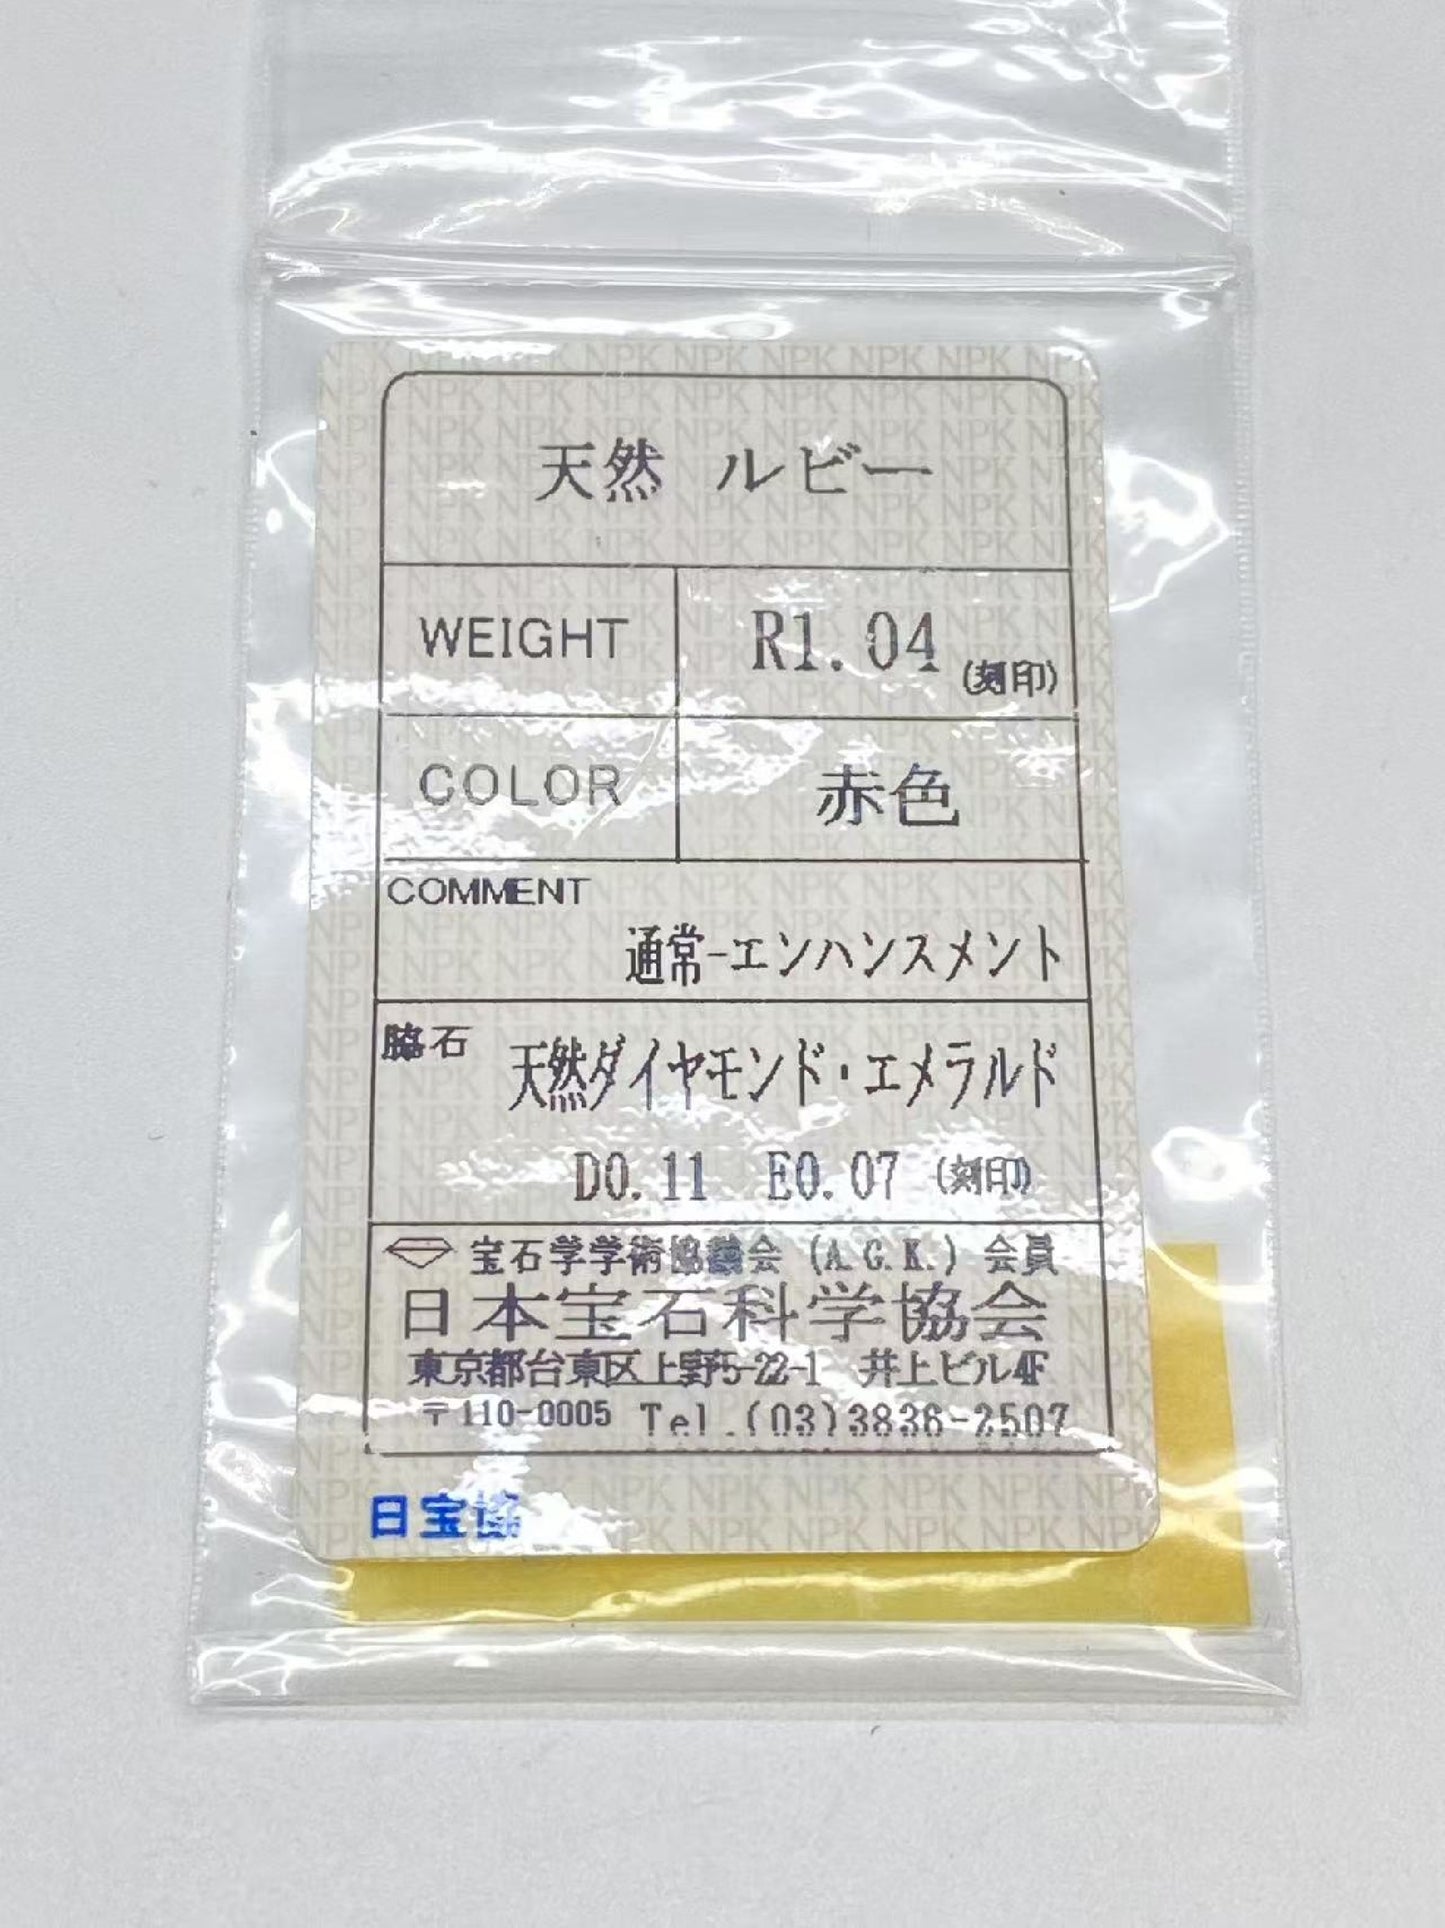 天然 ルビー
WEIGHT R1.04 (刻印)
COLOR 赤色
COMMENT
通常-エンハンスメント
脇石 天然ダイヤモンド・エメラルド
D0.11 E0.07 (刻印)
宝石学学術協議会 (A.G.K.) 会員
日本宝石科学協会
東京都台東区上野5-22-1 井上ビル4F
〒110-0005 Tel.(03)3836-2507
日宝協